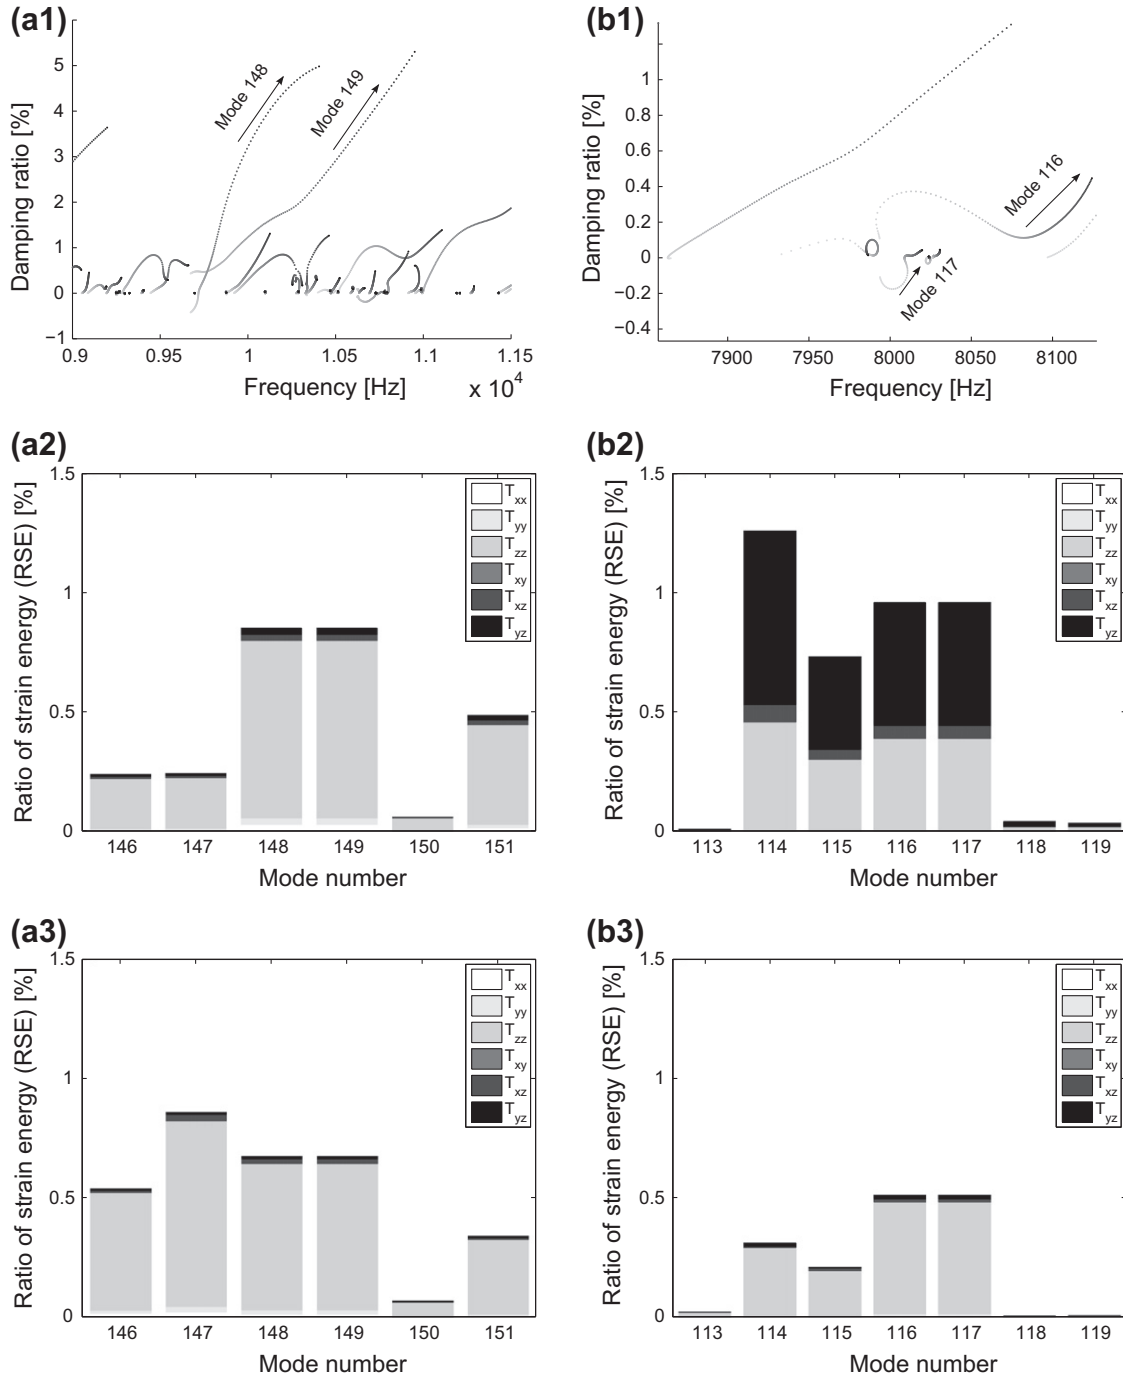 (a1)
Damping ratio [%]
5
4
3
2
1
0
−1
Mode 148
Mode 149
0.9 0.95 1 1.05 1.1 1.15
Frequency [Hz] x 10^4
(b1)
Damping ratio [%]
1
0.8
0.6
0.4
0.2
0
−0.2
−0.4
Mode 116
Mode 117
7900 7950 8000 8050 8100
Frequency [Hz]
(a2)
Ratio of strain energy (RSE) [%]
1.5
1
0.5
0
T_xx
T_yy
T_zz
T_xy
T_xz
T_yz
146 147 148 149 150 151
Mode number
(b2)
Ratio of strain energy (RSE) [%]
1.5
1
0.5
0
T_xx
T_yy
T_zz
T_xy
T_xz
T_yz
113 114 115 116 117 118 119
Mode number
(a3)
Ratio of strain energy (RSE) [%]
1.5
1
0.5
0
T_xx
T_yy
T_zz
T_xy
T_xz
T_yz
146 147 148 149 150 151
Mode number
(b3)
Ratio of strain energy (RSE) [%]
1.5
1
0.5
0
T_xx
T_yy
T_zz
T_xy
T_xz
T_yz
113 114 115 116 117 118 119
Mode number